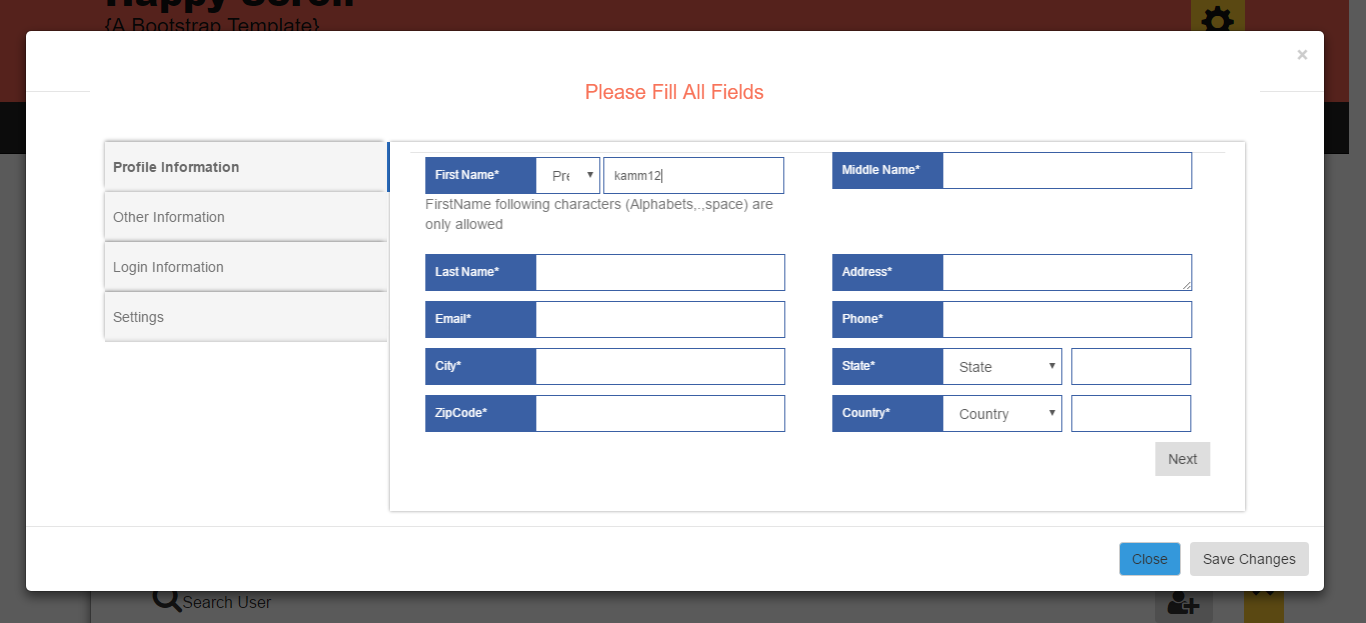 Happy Scroll
{A Bootstrap Template}
×
Please Fill All Fields
Profile Information
Other Information
Login Information
Settings
First Name* Pre kamm12
FirstName following characters (Alphabets,.,space) are
only allowed
Middle Name*
Last Name*
Address*
Email*
Phone*
City*
State* State
ZipCode*
Country* Country
Next
Close Save Changes
Search User